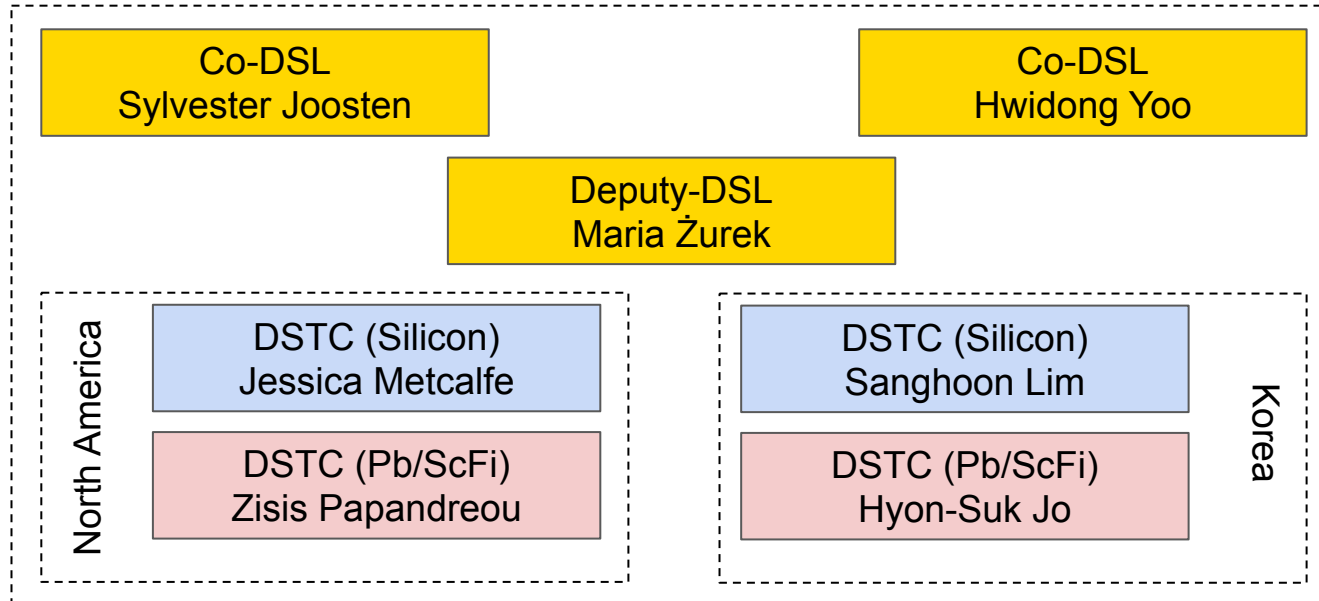 Co-DSL
Sylvester Joosten
Co-DSL
Hwidong Yoo
Deputy-DSL
Maria Żurek
North America
DSTC (Silicon)
Jessica Metcalfe
DSTC (Pb/ScFi)
Zisis Papandreou
DSTC (Silicon)
Sanghoon Lim
DSTC (Pb/ScFi)
Hyon-Suk Jo
Korea